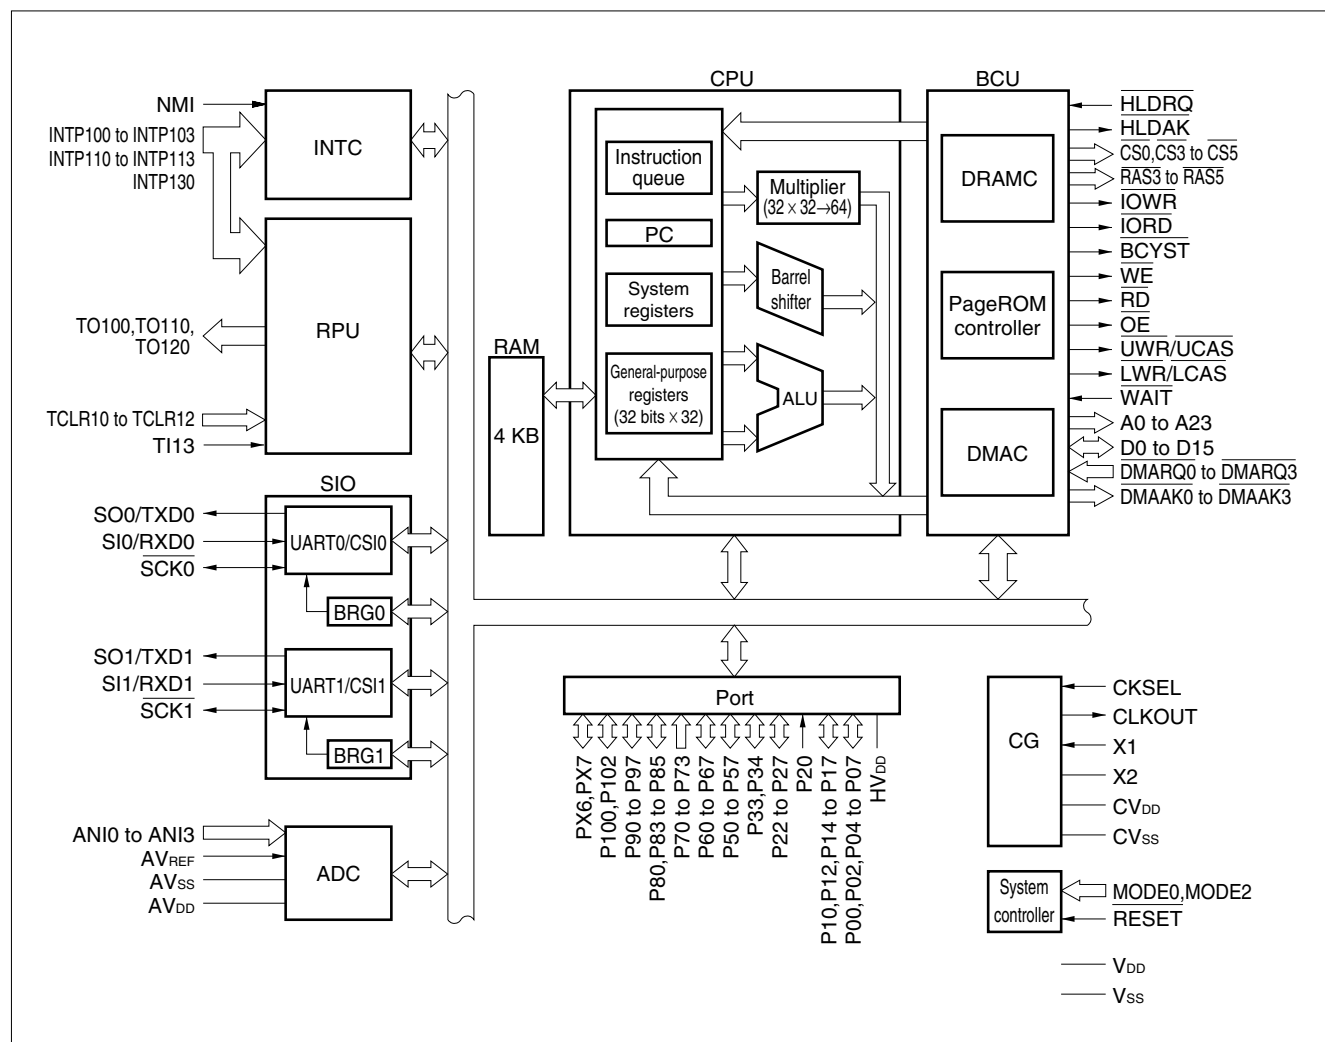 CPU
BCU
NMI
INTP100 to INTP103
INTP110 to INTP113
INTP130
INTC
TO100,TO110,
TO120
RPU
TCLR10 to TCLR12
TI13
SIO
SO0/TXD0
SI0/RXD0
SCK0
UART0/CSI0
BRG0
SO1/TXD1
SI1/RXD1
SCK1
UART1/CSI1
BRG1
ANI0 to ANI3
AVREF
AVSS
AVDD
ADC
RAM
4 KB
Instruction
queue
PC
System
registers
General-purpose
registers
(32 bits × 32)
Multiplier
(32 × 32→64)
Barrel
shifter
ALU
DRAMC
PageROM
controller
DMAC
HLDRQ
HLDAK
CS0,CS3 to CS5
RAS3 to RAS5
IOWR
IORD
BCYST
WE
RD
OE
UWR/UCAS
LWR/LCAS
WAIT
A0 to A23
D0 to D15
DMARQ0 to DMARQ3
DMAAK0 to DMAAK3
Port
PX6,PX7
P100,P102
P90 to P97
P80,P83 to P85
P70 to P73
P60 to P67
P50 to P57
P33,P34
P22 to P27
P20
P10,P12,P14 to P17
P00,P02,P04 to P07
HVDD
CG
CKSEL
CLKOUT
X1
X2
CVDD
CVSS
System
controller
MODE0,MODE2
RESET
VDD
VSS